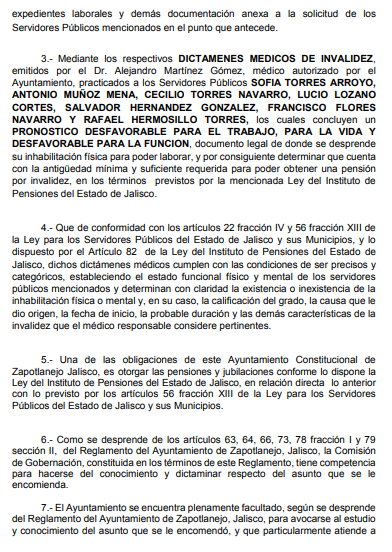 expedientes laborales y demás documentación anexa a la solicitud de los
Servidores Públicos mencionados en el punto que antecede.
3.- Mediante los respectivos DICTAMENES MEDICOS DE INVALIDEZ,
emitidos por el Dr. Alejandro Martínez Gómez, médico autorizado por el
Ayuntamiento, practicados a los Servidores Públicos SOFIA TORRES ARROYO,
ANTONIO MUÑOZ MENA, CECILIO TORRES NAVARRO, LUCIO LOZANO
CORTES, SALVADOR HERNANDEZ GONZALEZ, FRANCISCO FLORES
NAVARRO Y RAFAEL HERMOSILLO TORRES, los cuales concluyen un
PRONOSTICO DESFAVORABLE PARA EL TRABAJO, PARA LA VIDA Y
DESFAVORABLE PARA LA FUNCION, documento legal de donde se desprende
su inhabilitación física para poder laborar, y por consiguiente determinar que cuenta
con la antigüedad mínima y suficiente requerida para poder obtener una pensión
por invalidez, en los términos previstos por la mencionada Ley del Instituto de
Pensiones del Estado de Jalisco.
4.- Que de conformidad con los artículos 22 fracción IV y 56 fracción XIII de
la Ley para los Servidores Públicos del Estado de Jalisco y sus Municipios, y lo
dispuesto por el Artículo 82 de la Ley del Instituto de Pensiones del Estado de
Jalisco, dichos dictámenes médicos cumplen con las condiciones de ser precisos y
categóricos, estableciendo el estado funcional físico y mental de los servidores
públicos mencionados y determinan con claridad la existencia o inexistencia de la
inhabilitación física o mental y, en su caso, la calificación del grado, la causa que le
dio origen, la fecha de inicio, la probable duración y las demás características de la
invalidez que el médico responsable considere pertinentes.
5.- Una de las obligaciones de este Ayuntamiento Constitucional de
Zapotlanejo Jalisco, es otorgar las pensiones y jubilaciones conforme lo dispone la
Ley del Instituto de Pensiones del Estado de Jalisco, en relación directa lo anterior
con lo previsto por los artículos 56 fracción XIII de la Ley para los Servidores
Públicos del Estado de Jalisco y sus Municipios.
6.- Como se desprende de los artículos 63, 64, 66, 73, 78 fracción I y 79
sección II, del Reglamento del Ayuntamiento de Zapotlanejo, Jalisco, la Comisión
de Gobernación, constituida en los términos de este Reglamento, tiene competencia
para hacerse del conocimiento y dictaminar respecto del asunto que se le
encomienda.
7.- El Ayuntamiento se encuentra plenamente facultado, según se desprende
del Reglamento del Ayuntamiento de Zapotlanejo, Jalisco, para avocarse al estudio
y conocimiento del asunto que se le encomendó, y que particularmente atiende a